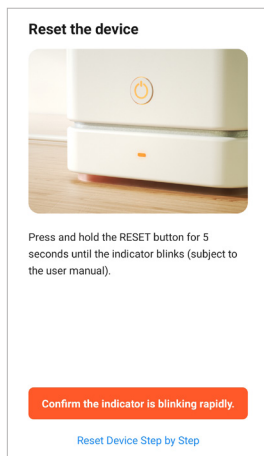 Reset the device
Press and hold the RESET button for 5
seconds until the indicator blinks (subject to
the user manual).
Confirm the indicator is blinking rapidly.
Reset Device Step by Step